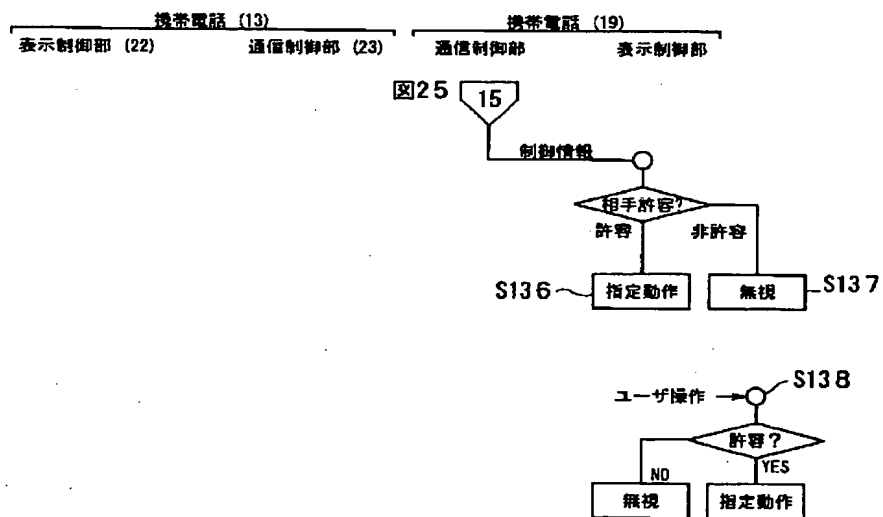 携帯電話 (13) 携帯電話 (19)
表示制御部 (22) 通信制御部 (23) 通信制御部 表示制御部
図25 15
制御情報
相手許容?
許容 非許容
S136 指定動作 無視 S137
S138
ユーザ操作
許容?
NO YES
無視 指定動作